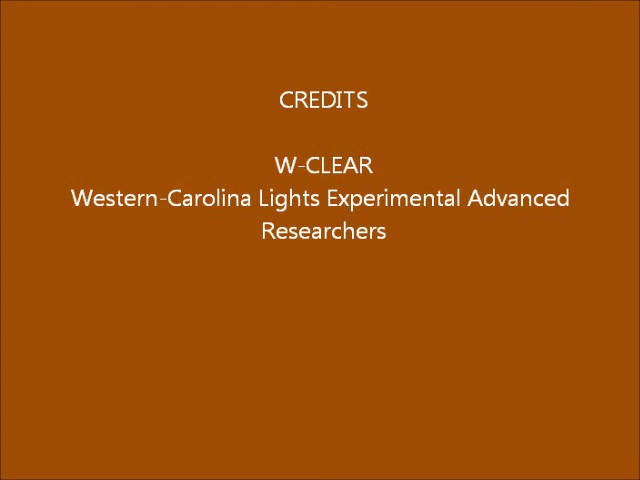 CREDITS
W-CLEAR
Western-Carolina Lights Experimental Advanced
Researchers